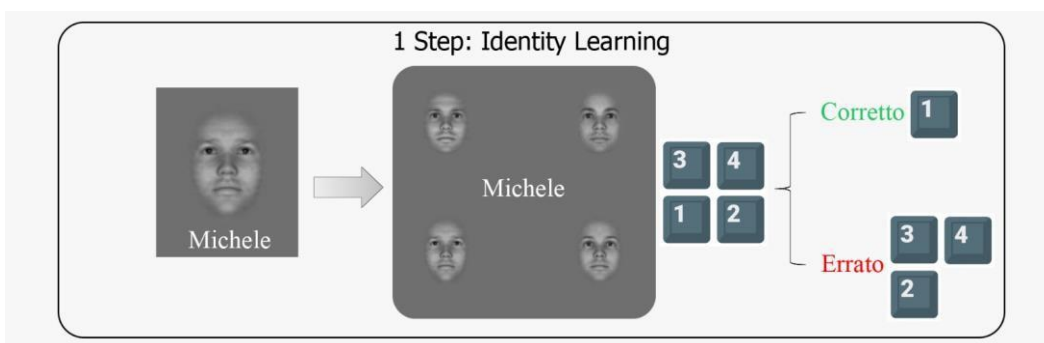 1 Step: Identity Learning
Michele
Michele
3 4
1 2
Corretto 1
Errato 3 4
2